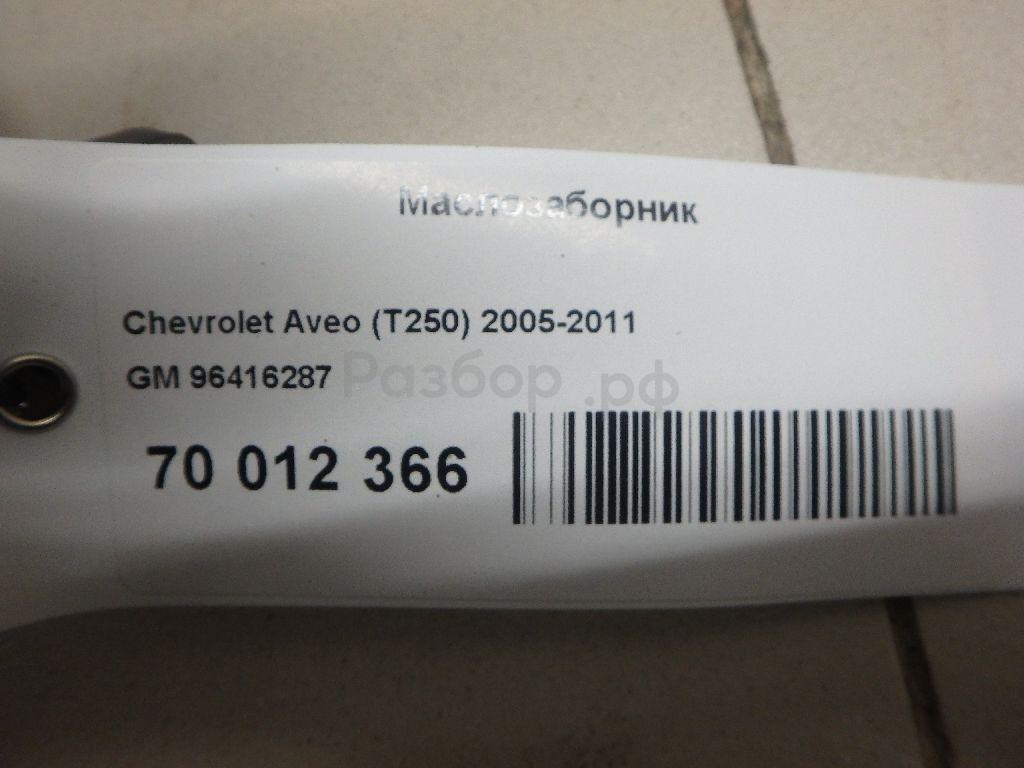 Маслозаборник
Chevrolet Aveo (T250) 2005-2011
GM 96416287
Разбор.рф
70 012 366